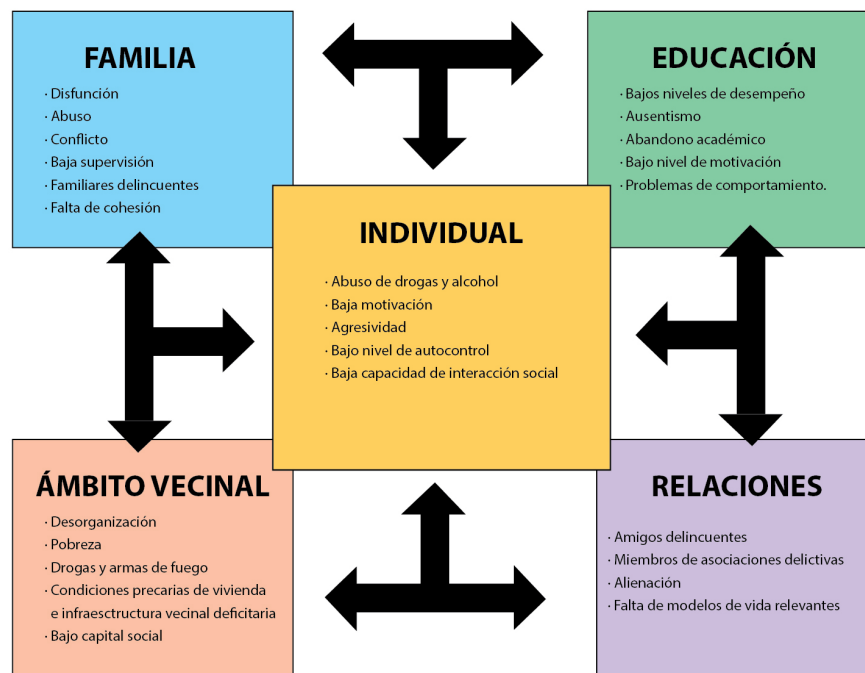 FAMILIA
· Disfunción
· Abuso
· Conflicto
· Baja supervisión
· Familiares delincuentes
· Falta de cohesión
EDUCACIÓN
· Bajos niveles de desempeño
· Ausentismo
· Abandono académico
· Bajo nivel de motivación
· Problemas de comportamiento.
INDIVIDUAL
· Abuso de drogas y alcohol
· Baja motivación
· Agresividad
· Bajo nivel de autocontrol
· Baja capacidad de interacción social
ÁMBITO VECINAL
· Desorganización
· Pobreza
· Drogas y armas de fuego
· Condiciones precarias de vivienda
e infraesctructura vecinal deficitaria
· Bajo capital social
RELACIONES
· Amigos delincuentes
· Miembros de asociaciones delictivas
· Alienación
· Falta de modelos de vida relevantes